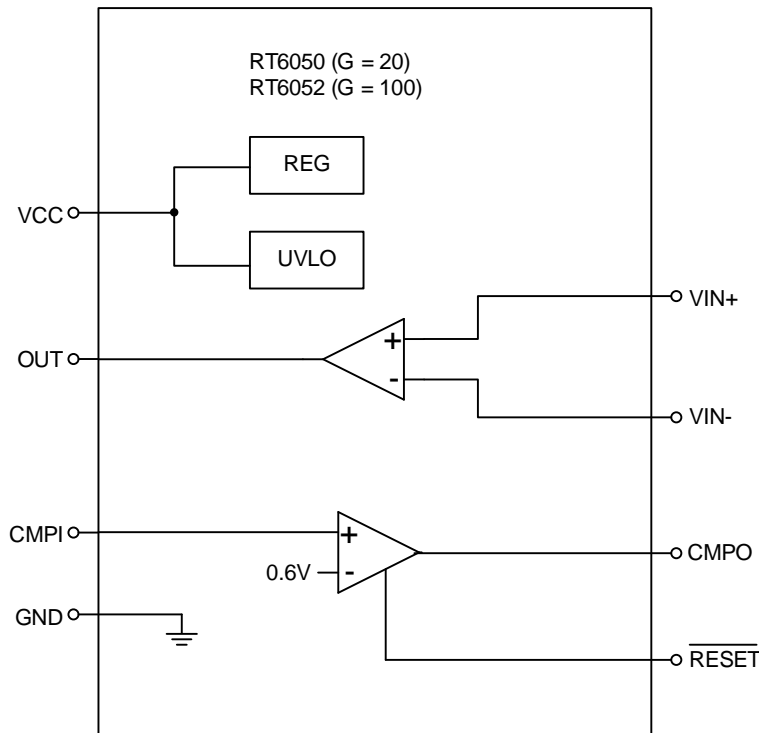 RT6050 (G = 20)
RT6052 (G = 100)
REG
VCC
UVLO
VIN+
+
OUT
-
VIN-
CMPI
+
CMPO
0.6V
-
GND
RESET